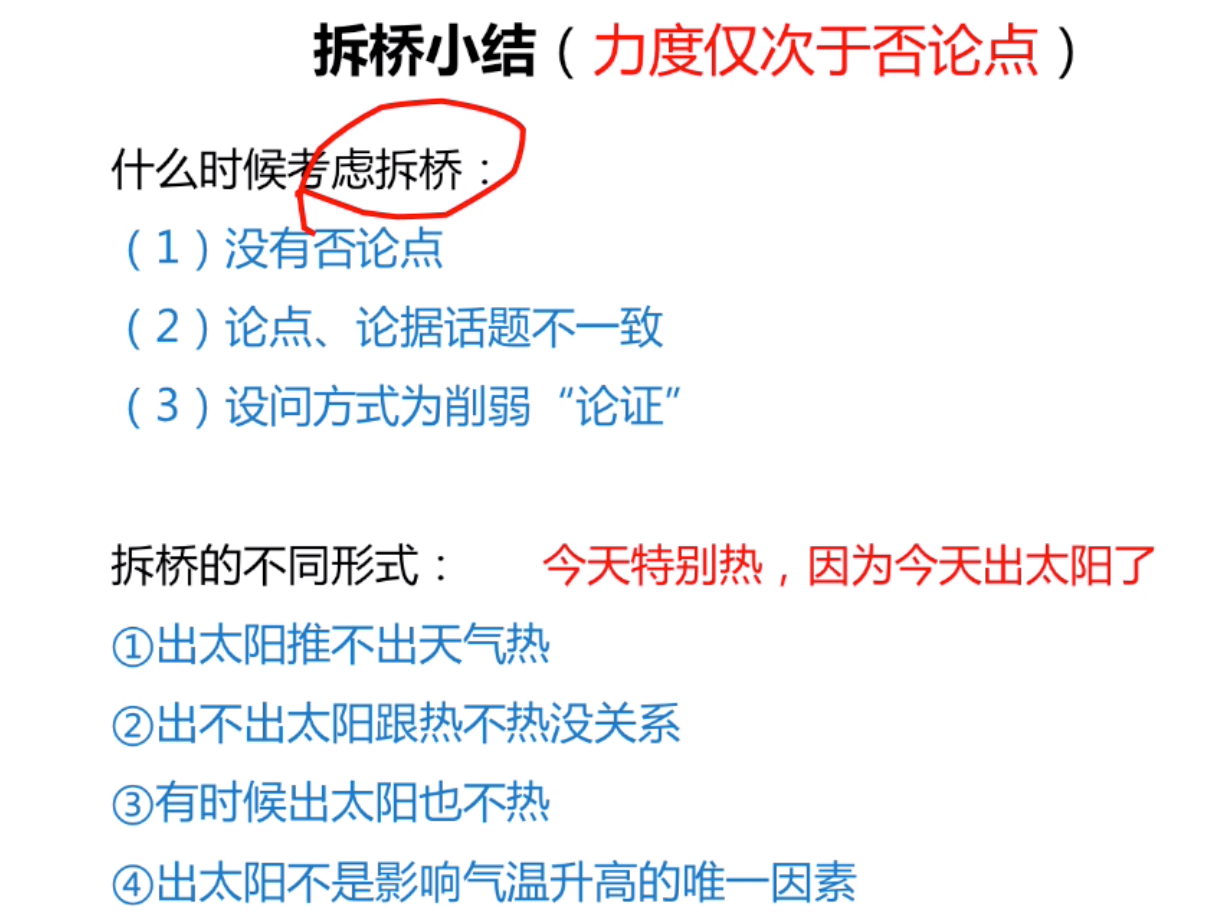 拆桥小结（力度仅次于否论点）
什么时候考虑拆桥：
（1）没有否论点
（2）论点、论据话题不一致
（3）设问方式为削弱“论证”
拆桥的不同形式： 今天特别热，因为今天出太阳了
①出太阳推不出天气热
②出不出太阳跟热不热没关系
③有时候出太阳也不热
④出太阳不是影响气温升高的唯一因素